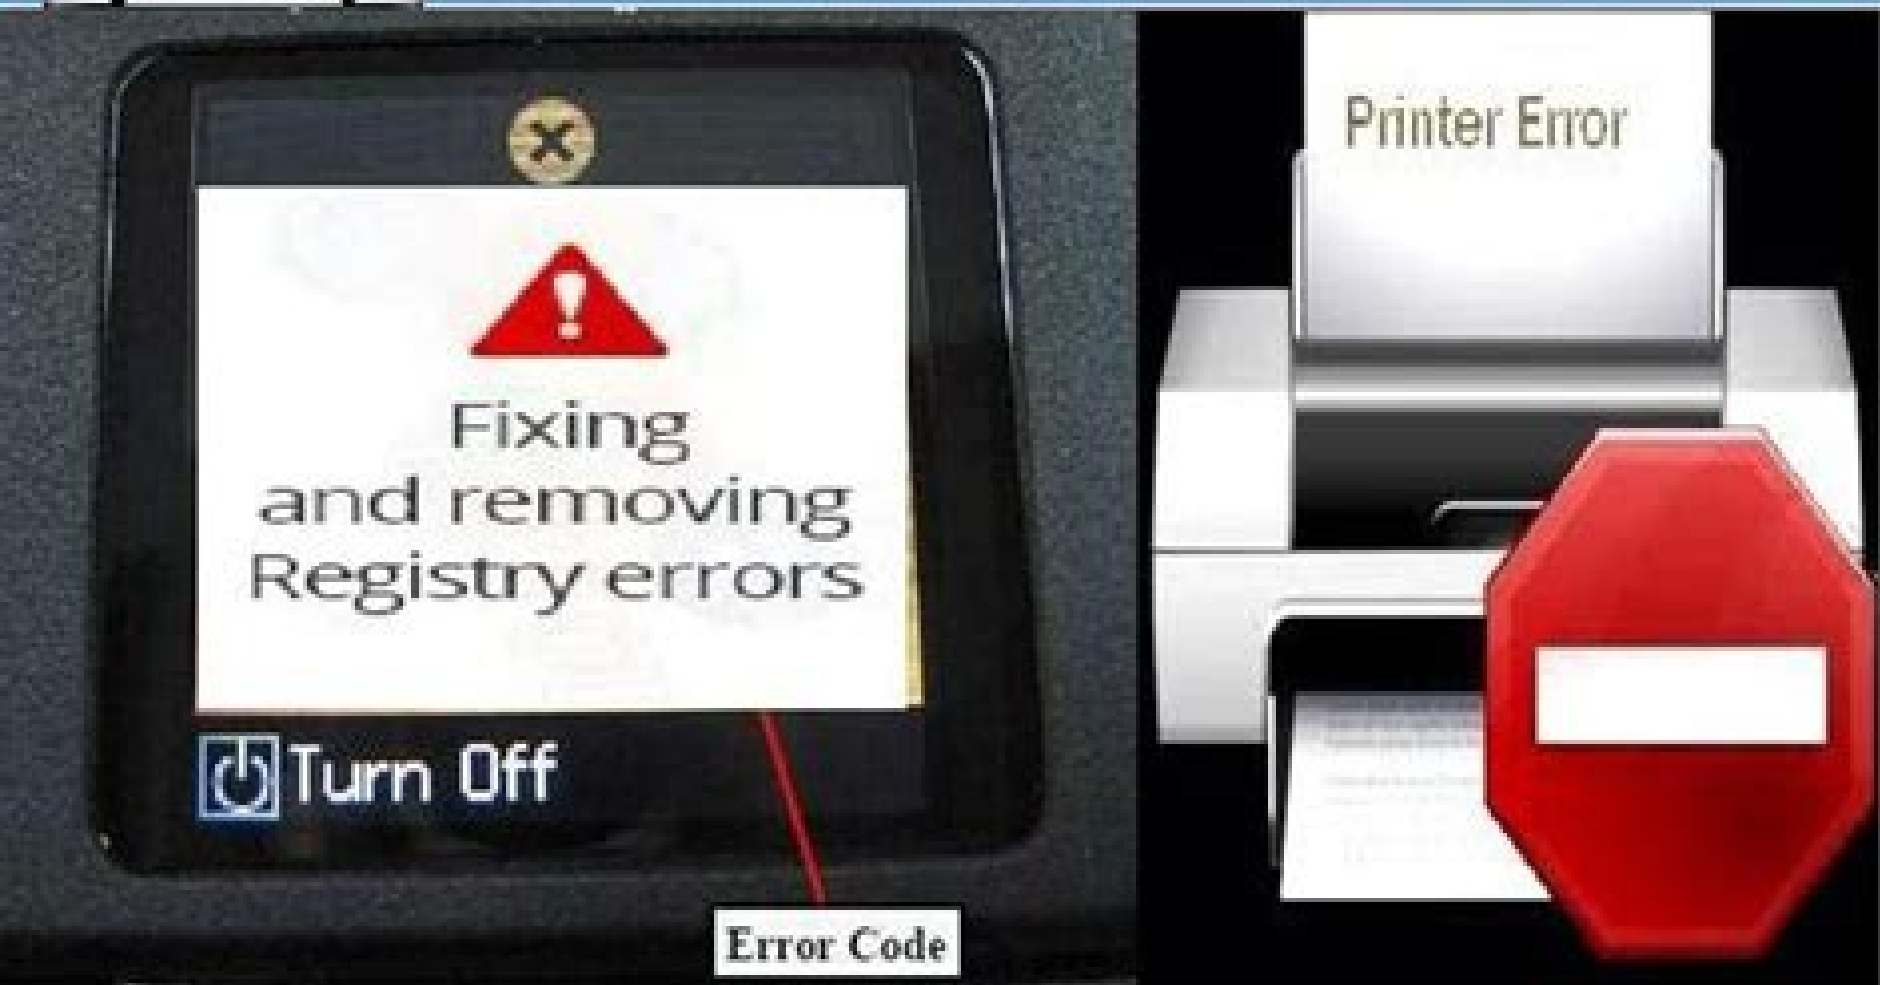 Fixing
and removing
Registry errors
Turn Off
Error Code
Printer Error